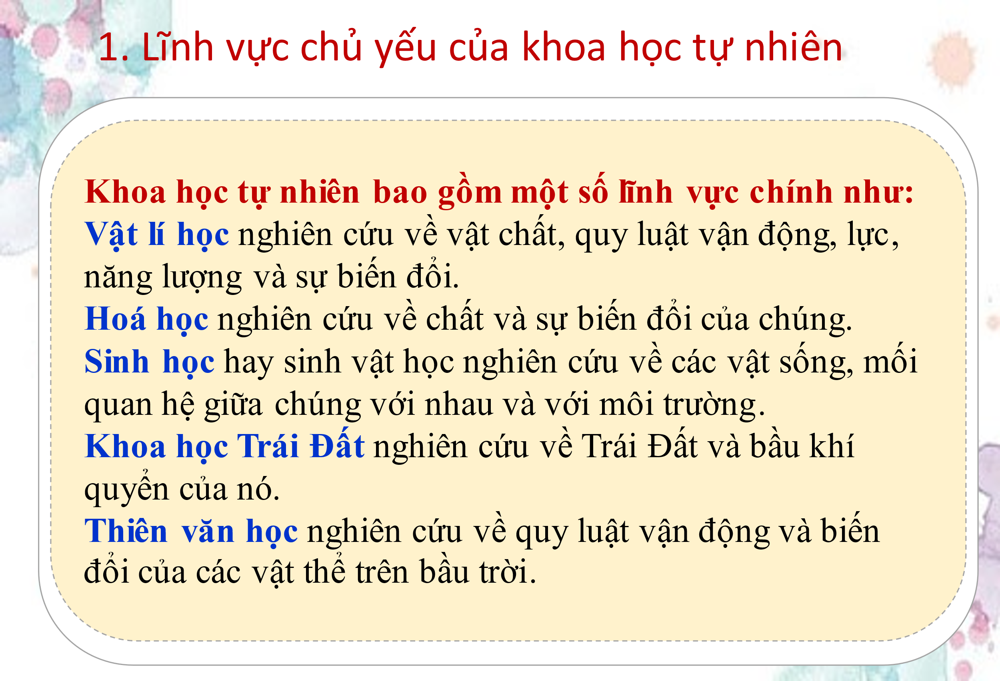 1. Lĩnh vực chủ yếu của khoa học tự nhiên
Khoa học tự nhiên bao gồm một số lĩnh vực chính như:
Vật lí học nghiên cứu về vật chất, quy luật vận động, lực,
năng lượng và sự biến đổi.
Hoá học nghiên cứu về chất và sự biến đổi của chúng.
Sinh học hay sinh vật học nghiên cứu về các vật sống, mối
quan hệ giữa chúng với nhau và với môi trường.
Khoa học Trái Đất nghiên cứu về Trái Đất và bầu khí
quyển của nó.
Thiên văn học nghiên cứu về quy luật vận động và biến
đổi của các vật thể trên bầu trời.